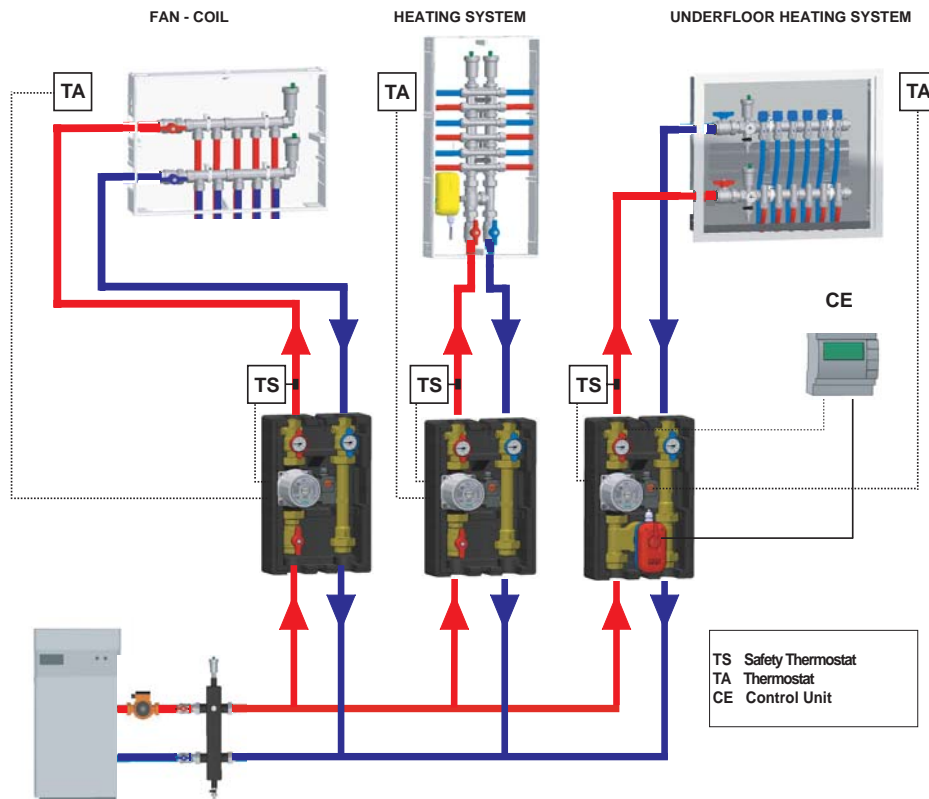 FAN - COIL
HEATING SYSTEM
UNDERFLOOR HEATING SYSTEM
TA
TA
TA
CE
TS
TS
TS
TS Safety Thermostat
TA Thermostat
CE Control Unit